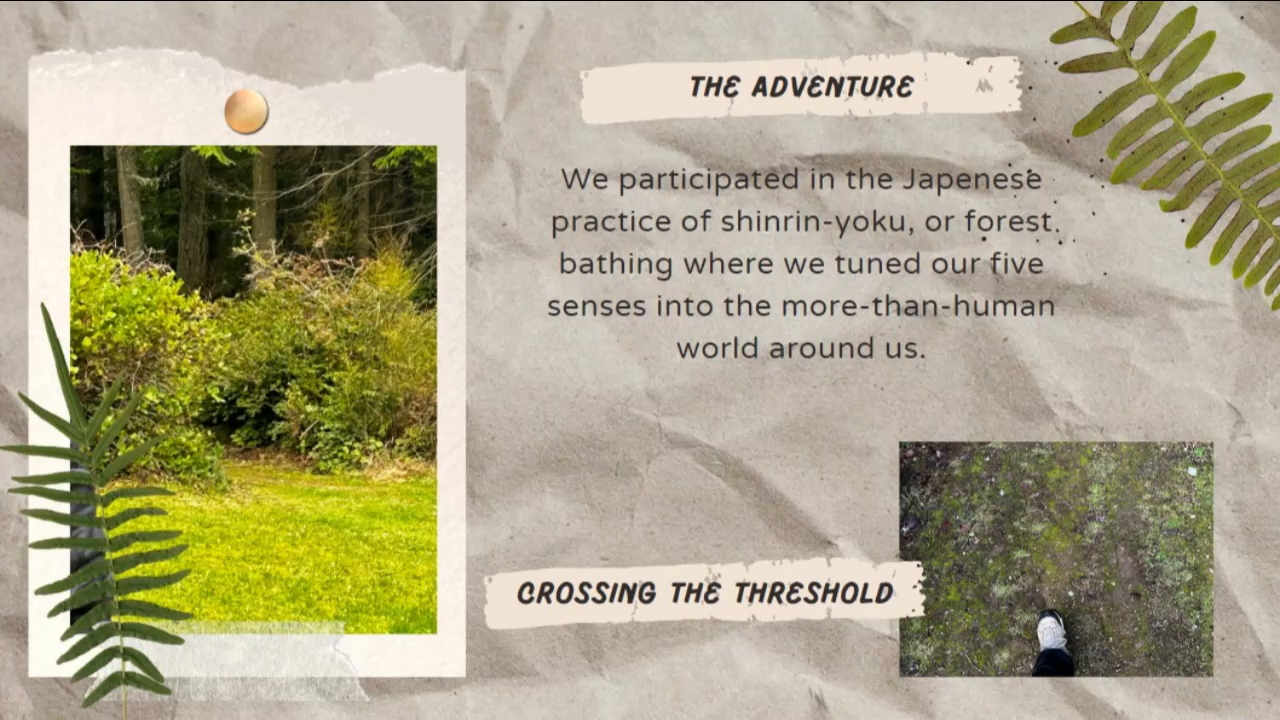 THE ADVENTURE
We participated in the Japenese
practice of shinrin-yoku, or forest
bathing where we tuned our five
senses into the more-than-human
world around us.
CROSSING THE THRESHOLD